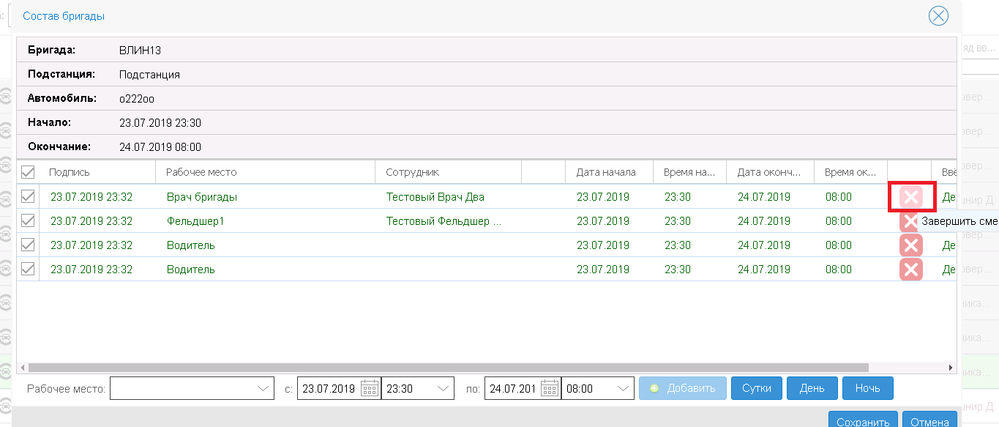 Состав бригады
Бригада: ВЛИН13
Подстанция: Подстанция
Автомобиль: о222оо
Начало: 23.07.2019 23:30
Окончание: 24.07.2019 08:00
Подпись Рабочее место Сотрудник Дата начала Время на... Дата оконч... Время ок... Ввё
23.07.2019 23:32 Врач бригады Тестовый Врач Два 23.07.2019 23:30 24.07.2019 08:00 Де
23.07.2019 23:32 Фельдшер1 Тестовый Фельдшер ... 23.07.2019 23:30 24.07.2019 08:00 Завершить сме
23.07.2019 23:32 Водитель 23.07.2019 23:30 24.07.2019 08:00 Де
23.07.2019 23:32 Водитель 23.07.2019 23:30 24.07.2019 08:00 Де
Рабочее место: с: 23.07.2019 23:30 по: 24.07.201 08:00 Добавить Сутки День Ночь
Сохранить Отмена